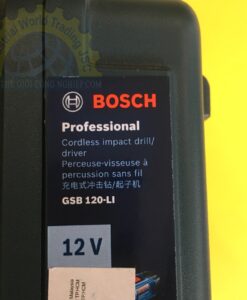 BOSCH
Professional
Cordless impact drill/
driver
Perceuse-visseuse à
percussion sans fil
充电式冲击钻/起子机
GSB 120-LI
12 V